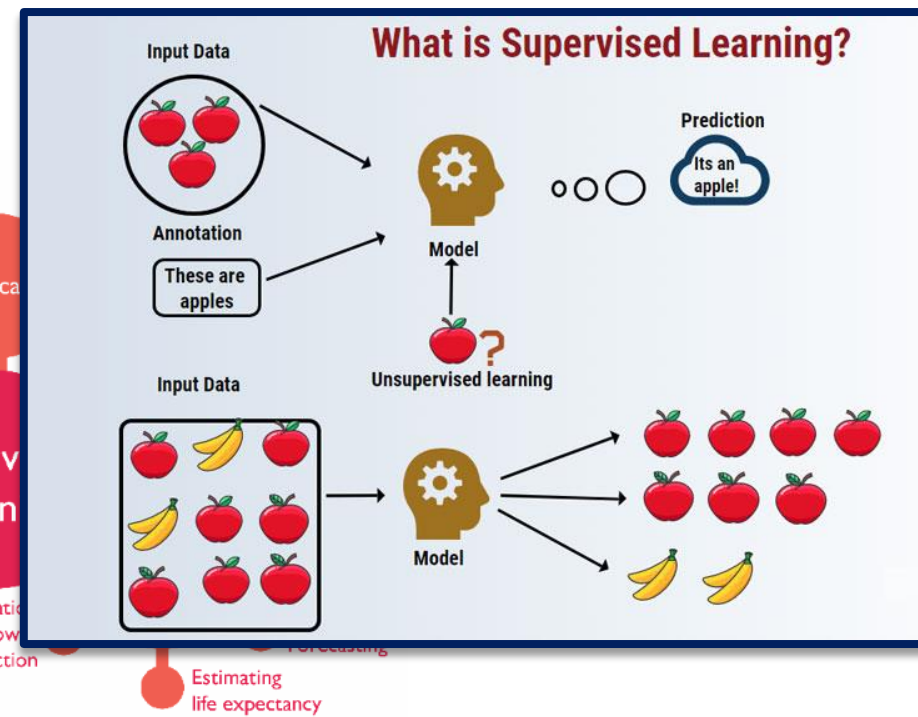 What is Supervised Learning?
Input Data
Annotation
These are
apples
Model
Prediction
Its an
apple!
?
Unsupervised learning
Input Data
Model
Estimating
life expectancy